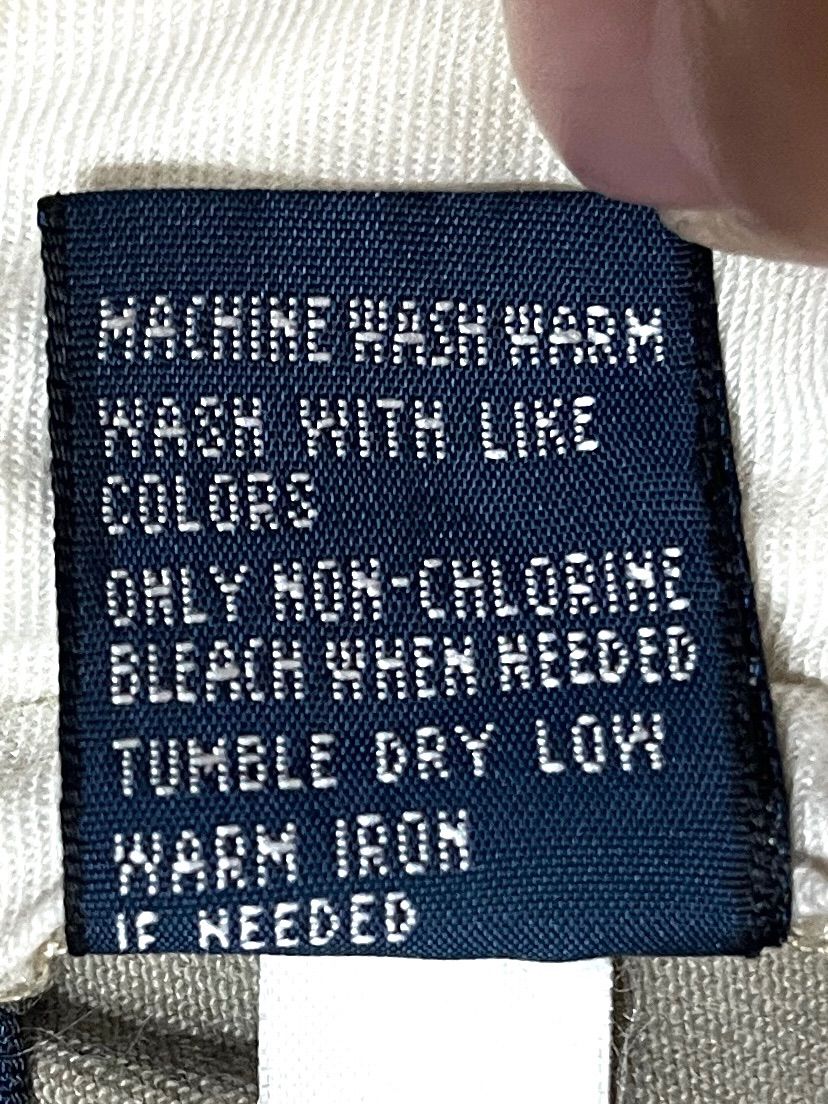 MACHINE WASH WARM
WASH WITH LIKE
COLORS
ONLY NON-CHLORINE
BLEACH WHEN NEEDED
TUMBLE DRY LOW
WARM IRON
IF NEEDED